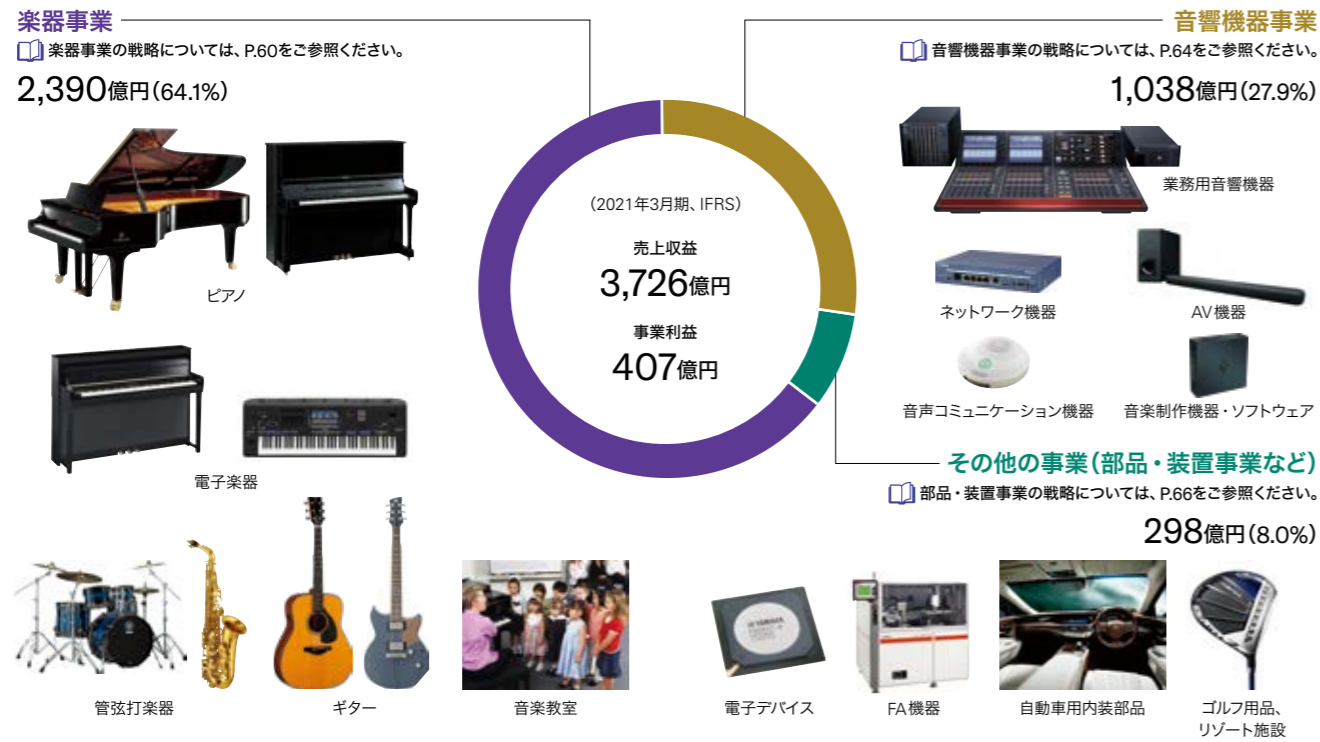 楽器事業
楽器事業の戦略については、P.60をご参照ください。
2,390億円(64.1%)
ピアノ
電子楽器
管弦打楽器
ギター
音楽教室
(2021年3月期、IFRS)
売上収益
3,726億円
事業利益
407億円
音響機器事業
音響機器事業の戦略については、P.64をご参照ください。
1,038億円(27.9%)
業務用音響機器
ネットワーク機器
AV機器
音声コミュニケーション機器
音楽制作機器・ソフトウェア
その他の事業(部品・装置事業など)
部品・装置事業の戦略については、P.66をご参照ください。
298億円(8.0%)
YAMAHA
電子デバイス
FA機器
自動車用内装部品
ゴルフ用品、
リゾート施設